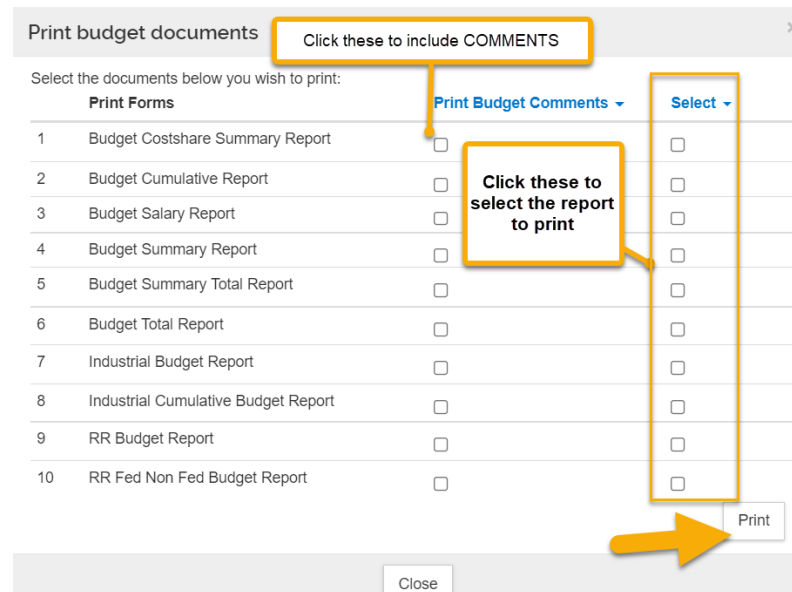 Print budget documents
Click these to include COMMENTS
Select the documents below you wish to print:
Print Forms Print Budget Comments Select
1 Budget Costshare Summary Report
2 Budget Cumulative Report
3 Budget Salary Report
4 Budget Summary Report
5 Budget Summary Total Report
6 Budget Total Report
7 Industrial Budget Report
8 Industrial Cumulative Budget Report
9 RR Budget Report
10 RR Fed Non Fed Budget Report
Click these to
select the report
to print
Print
Close